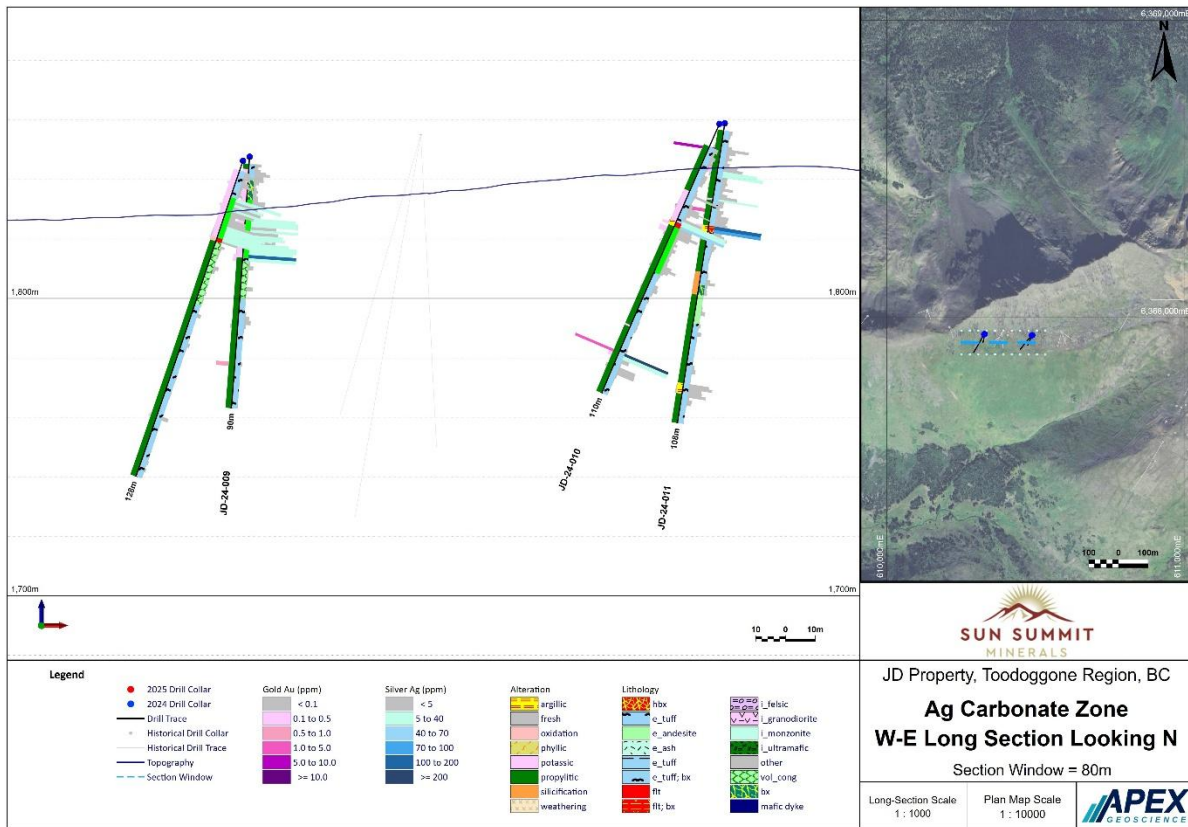 6,369,000mE
N
1,800m
1,800m
6,368,000mE
128m
96m
JD-24-009
110m
JD-24-010
108m
JD-24-011
1,700m
1,700m
10 0 10m
100 0 100m
610,000mE
611,000mE
SUN SUMMIT
MINERALS
JD Property, Toodoggone Region, BC
Ag Carbonate Zone
W-E Long Section Looking N
Section Window = 80m
Long-Section Scale
1 : 1000
Plan Map Scale
1 : 10000
APEX
GEOSCIENCE
Legend
2025 Drill Collar
2024 Drill Collar
Drill Trace
Historical Drill Collar
Historical Drill Trace
Topography
Section Window
Gold Au (ppm)
< 0.1
0.1 to 0.5
0.5 to 1.0
1.0 to 5.0
5.0 to 10.0
>= 10.0
Silver Ag (ppm)
< 5
5 to 40
40 to 70
70 to 100
100 to 200
>= 200
Alteration
argillic
fresh
oxidation
phyllic
potassic
propylitic
silicification
weathering
Lithology
hbx
e_tuff
e_andesite
e_ash
e_tuff
e_tuff; bx
flt
flt; bx
i_felsic
i_granodiorite
i_monzonite
i_ultramafic
other
vol_cong
bx
mafic dyke